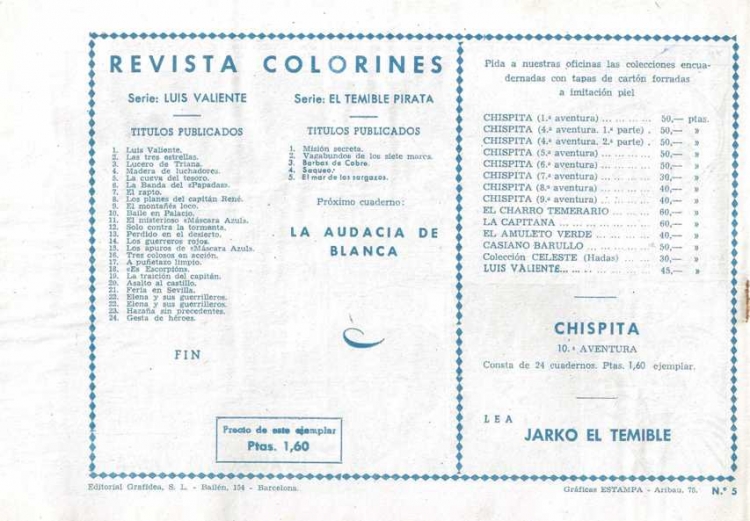 REVISTA COLORINES
Serie: LUIS VALIENTE
TITULOS PUBLICADOS
1. Luis Valiente.
2. Las tres estrellas.
3. Lucero de Triana.
4. Madera de luchadores.
5. La cueva del tesoro.
6. La Banda del «Papadas».
7. El rapto.
8. Los planes del capitán René.
9. El montañés loco.
10. Baile en Palacio.
11. El misterioso «Máscara Azul».
12. Solo contra la tormenta.
13. Perdido en el desierto.
14. Los guerreros rojos.
15. Los apuros de «Máscara Azul».
16. Tres colosos en acción.
17. A puñetazo limpio.
18. «Es Escorpión».
19. La traición del capitán.
20. Asalto al castillo.
21. Feria en Sevilla.
22. Elena y sus guerrilleros.
22. Elena y sus guerrilleros.
23. Hazaña sin precedentes.
24. Gesta de héroes.
FIN
Serie: EL TEMIBLE PIRATA
TITULOS PUBLICADOS
1. Misión secreta.
2. Vagabundos de los siete mares.
3. Barbas de Cobre.
4. Saqueo!
5. El mar de los sargazos.
Próximo cuaderno:
LA AUDACIA DE
BLANCA
Precio de este ejemplar
Ptas. 1,60
Pida a nuestras oficinas las colecciones encua-
dernadas con tapas de cartón forradas
a imitación piel
CHISPITA (1.ª aventura) ... ... ... ... 50,— ptas.
CHISPITA (4.ª aventura. 1.ª parte) . 50,— »
CHISPITA (4.ª aventura. 2.ª parte) . 50,— »
CHISPITA (5.ª aventura) ... ... ... ... 50,— »
CHISPITA (6.ª aventura) ... ... ... ... 50,— »
CHISPITA (7.ª aventura) ... ... ... ... 30,— »
CHISPITA (8.ª aventura) ... ... ... ... 40,— »
CHISPITA (9.ª aventura) ... ... ... ... 40,— »
EL CHARRO TEMERARIO ... ... ... 60,— »
LA CAPITANA ... ... ... ... ... ... 60,— »
EL AMULETO VERDE ... ... ... ... 40,— »
CASIANO BARULLO ... ... ... ... 50,— »
Colección CELESTE (Hadas) ... ... 30,— »
LUIS VALIENTE... ... ... ... ... ... ... 45,— »
CHISPITA
10.ª AVENTURA
Consta de 24 cuadernos. Ptas. 1,60 ejemplar.
LEA
JARKO EL TEMIBLE
Editorial Grafidea, S. L. - Bailén, 154 - Barcelona.
Gráficas ESTAMPA - Aribau, 75. N.º 5